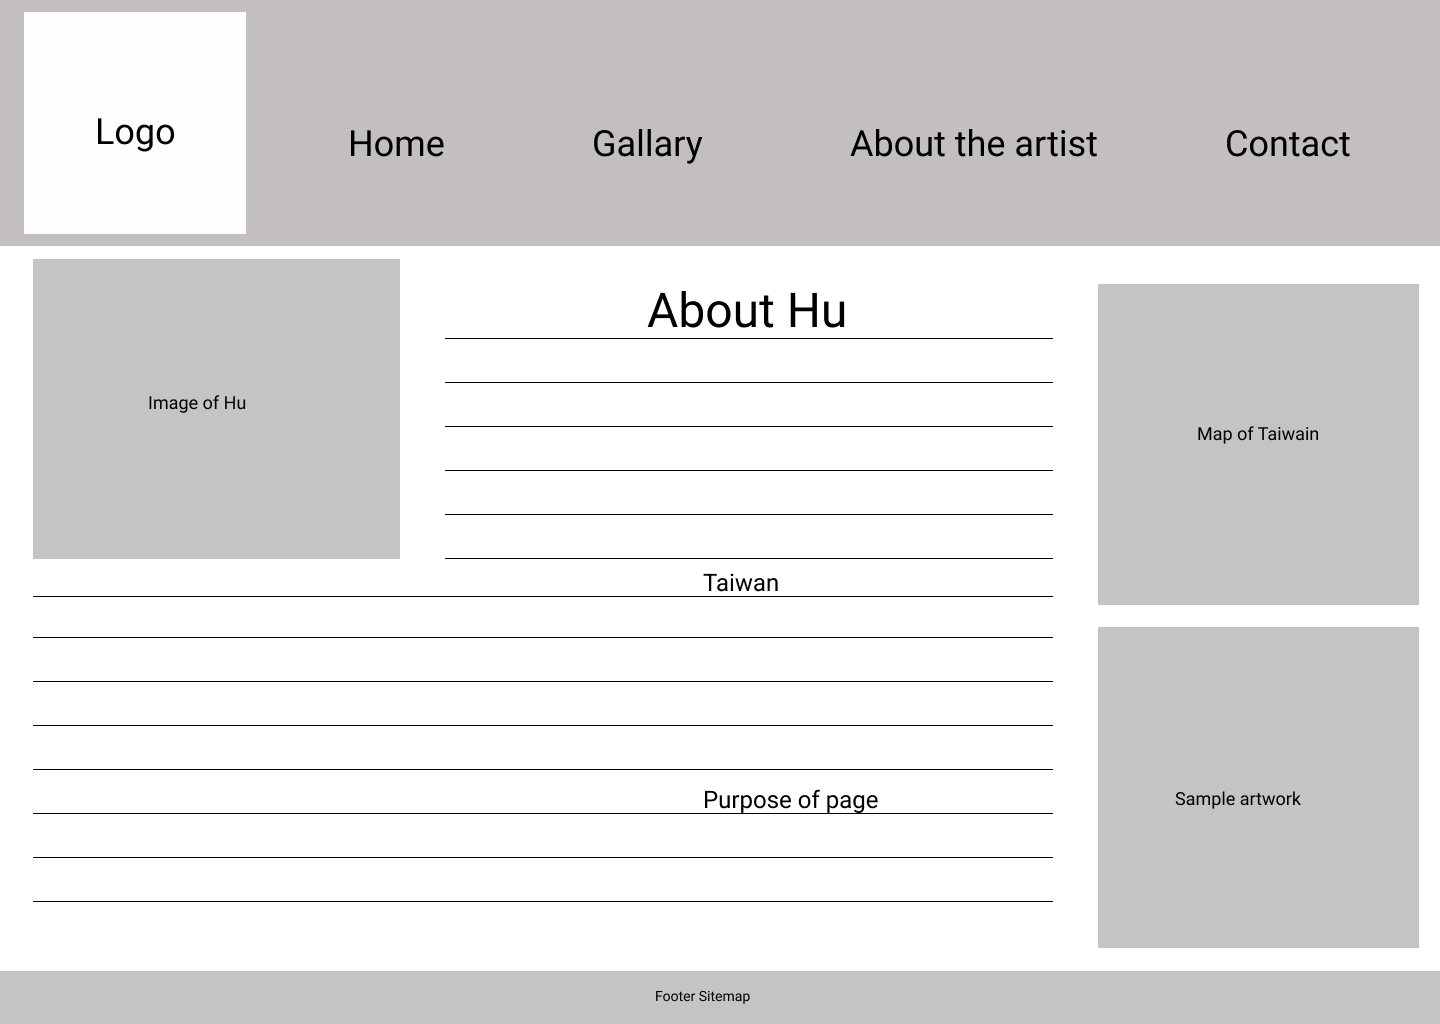 Logo
Home
Gallary
About the artist
Contact
Image of Hu
About Hu
Map of Taiwain
Taiwan
Purpose of page
Sample artwork
Footer Sitemap